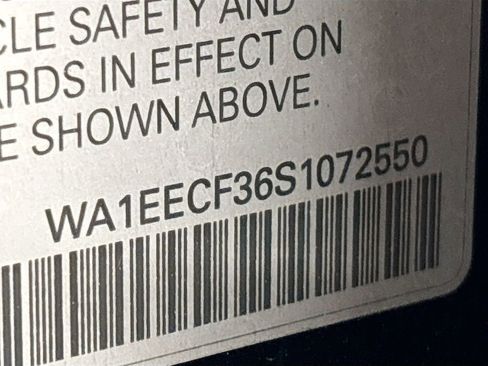 CLE SAFETY AND
ARDS IN EFFECT ON
E SHOWN ABOVE.
WA1EECF36S1072550